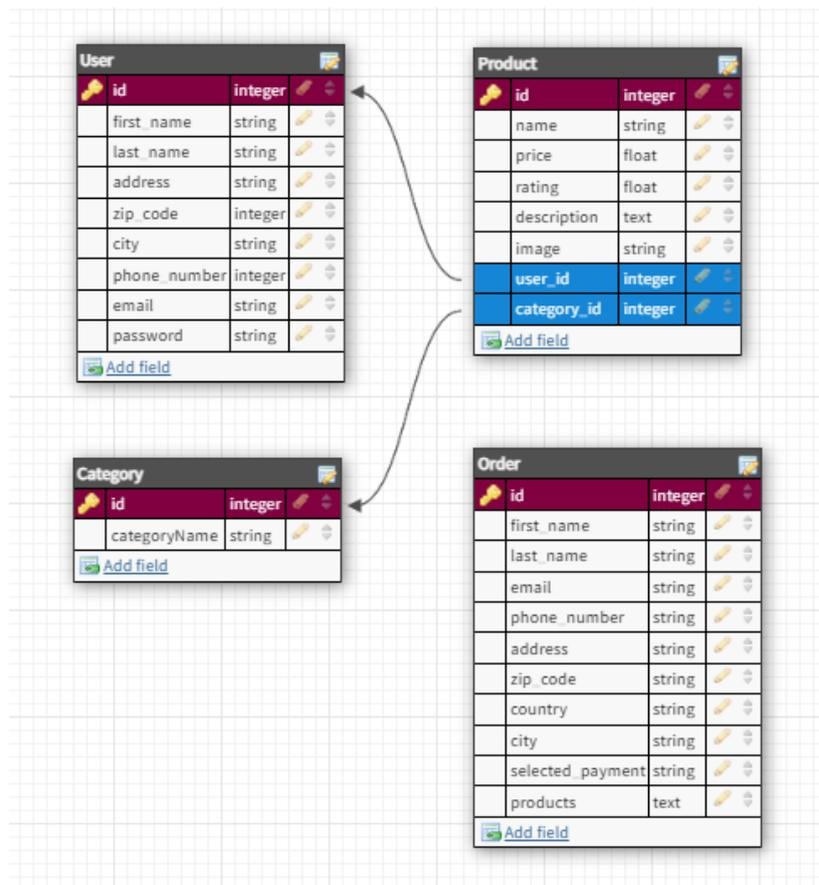 User
id integer
first_name string
last_name string
address string
zip_code integer
city string
phone_number integer
email string
password string
Add field
Product
id integer
name string
price float
rating float
description text
image string
user_id integer
category_id integer
Add field
Category
id integer
categoryName string
Add field
Order
id integer
first_name string
last_name string
email string
phone_number string
address string
zip_code string
country string
city string
selected_payment string
products text
Add field